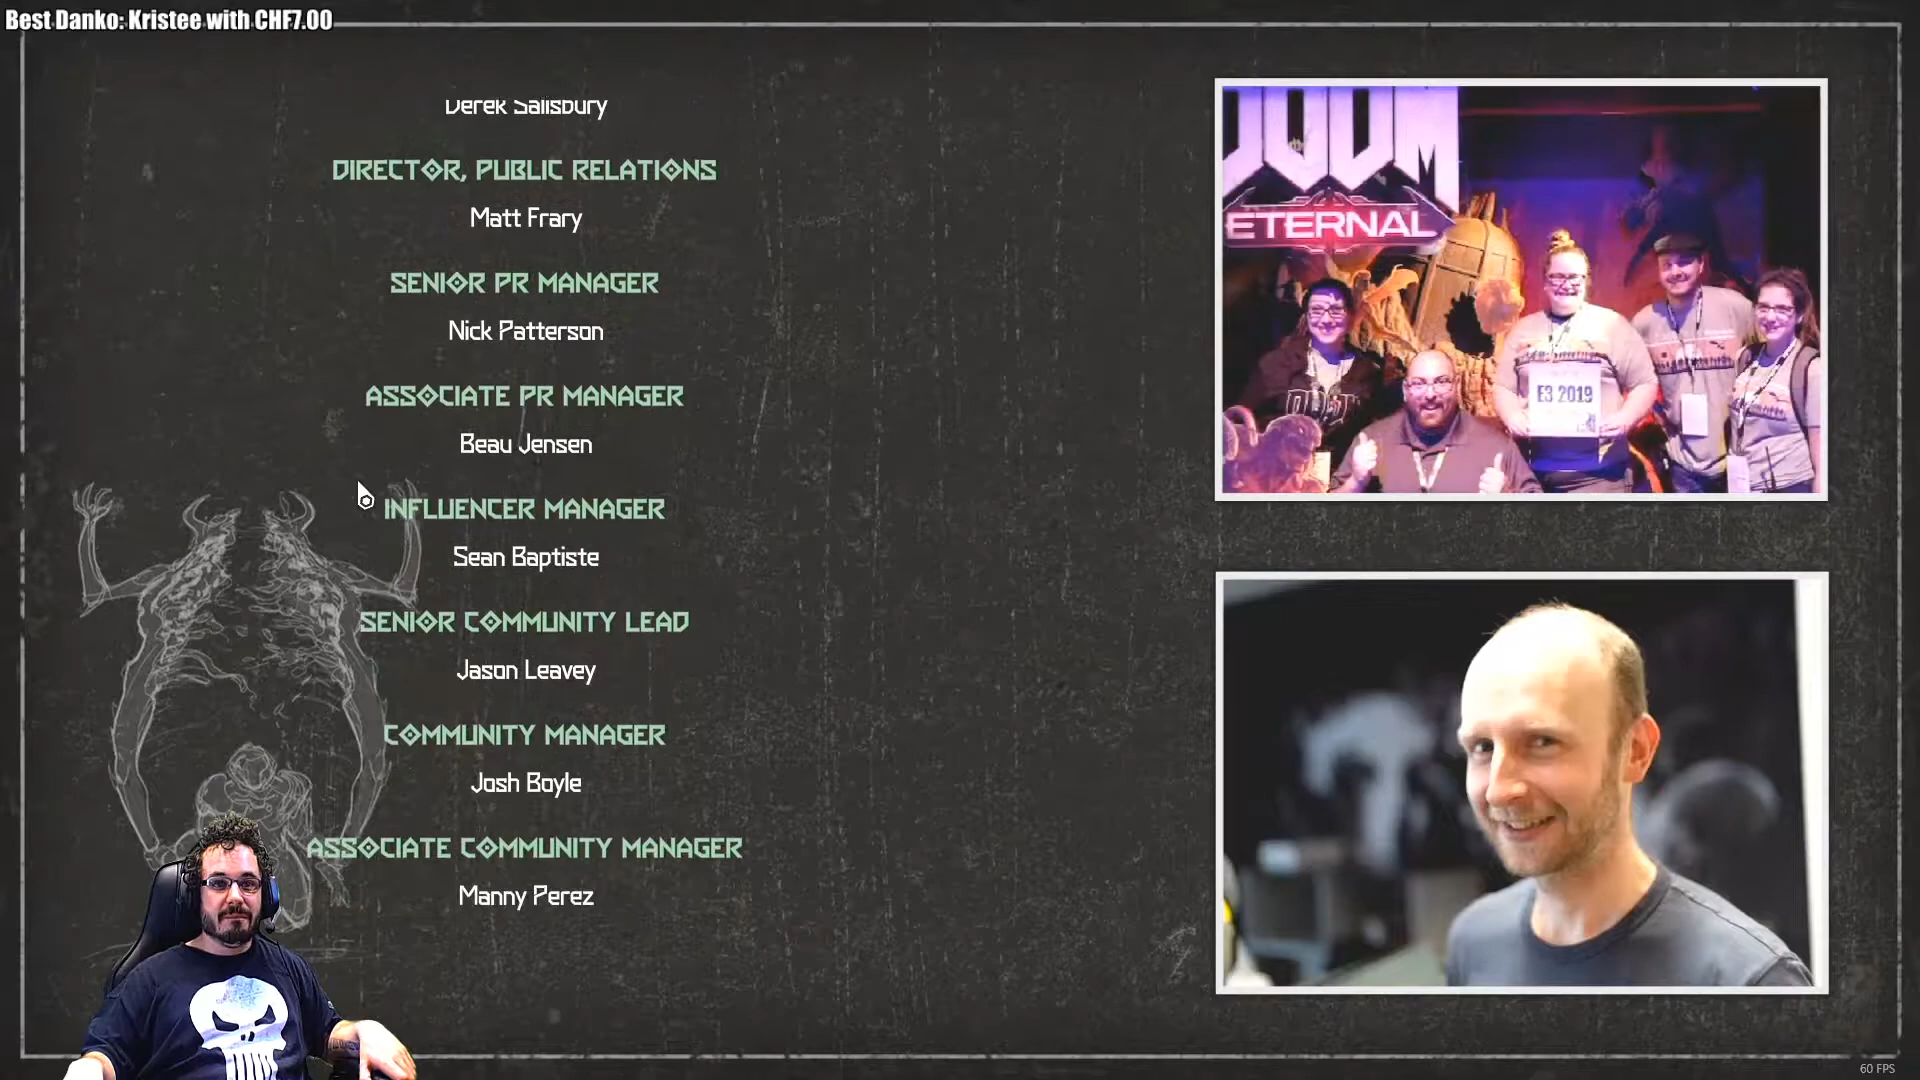 Best Danko: Kristee with CHF7.00
Derek Salisbury
DIRECTOR, PUBLIC RELATIONS
Matt Frary
SENIOR PR MANAGER
Nick Patterson
ASSOCIATE PR MANAGER
Beau Jensen
INFLUENCER MANAGER
Sean Baptiste
SENIOR COMMUNITY LEAD
Jason Leavey
COMMUNITY MANAGER
Josh Boyle
ASSOCIATE COMMUNITY MANAGER
Manny Perez
DOOM
ETERNAL
E3 2019
60 FPS